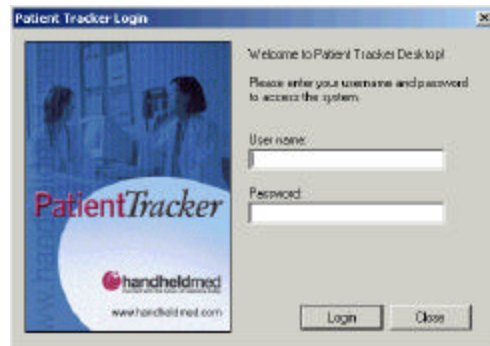 Patient Tracker Login
Welcome to Patient Tracker Desktop!
Please enter your username and password
to access the system.
User name:
Password:
PatientTracker
handheldmed
www.handheldmed.com
Login
Close